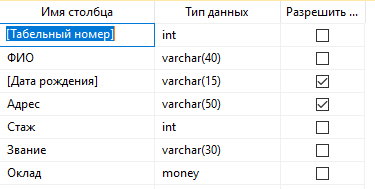 Имя столбца Тип данных Разрешить ...
[Табельный номер] int
ФИО varchar(40)
[Дата рождения] varchar(15)
Адрес varchar(50)
Стаж int
Звание varchar(30)
Оклад money